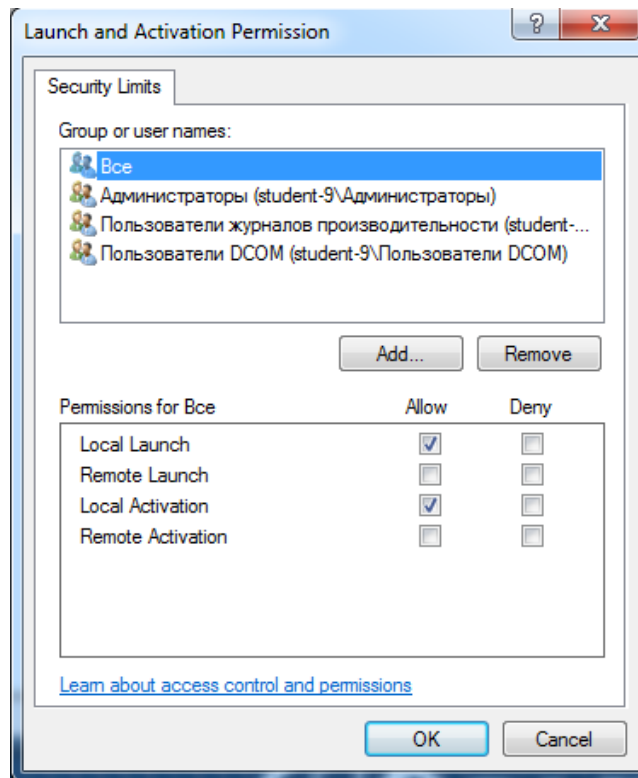 Launch and Activation Permission
Security Limits
Group or user names:
Все
Администраторы (student-9\Администраторы)
Пользователи журналов производительности (student-...
Пользователи DCOM (student-9\Пользователи DCOM)
Add...
Remove
Permissions for Все
Allow
Deny
Local Launch
Remote Launch
Local Activation
Remote Activation
Learn about access control and permissions
OK
Cancel